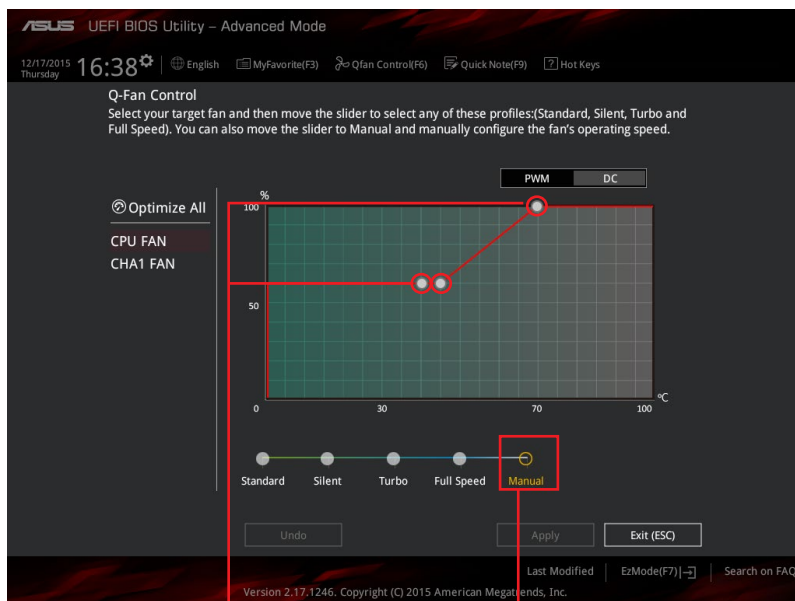 ASUS UEFI BIOS Utility – Advanced Mode
12/17/2015
Thursday
16:38 English MyFavorite(F3) Qfan Control(F6) Quick Note(F9) ? Hot Keys
Q-Fan Control
Select your target fan and then move the slider to select any of these profiles:(Standard, Silent, Turbo and
Full Speed). You can also move the slider to Manual and manually configure the fan's operating speed.
PWM DC
Optimize All
CPU FAN
CHA1 FAN
%
100
50
0 30 70 100 °C
Standard Silent Turbo Full Speed Manual
Undo Apply Exit (ESC)
Last Modified EzMode(F7) Search on FAQ
Version 2.17.1246. Copyright (C) 2015 American Megatrends, Inc.